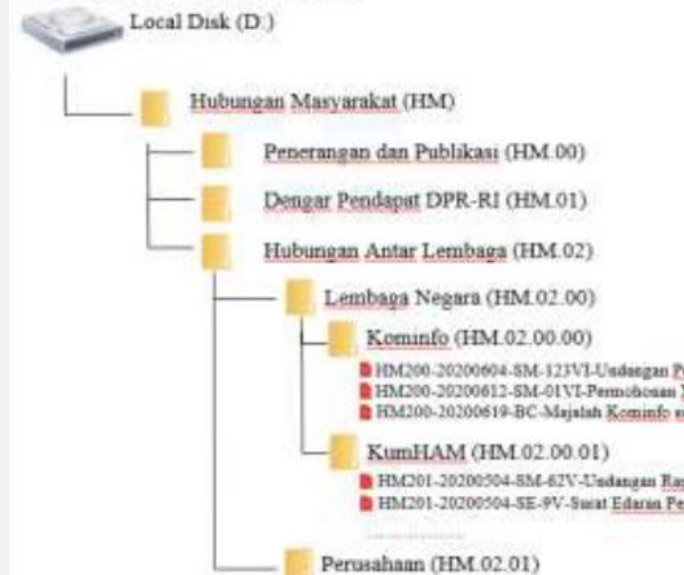 Local Disk (D:)
Hubungan Masyarakat (HM)
Penerangan dan Publikasi (HM.00)
Dengar Pendapat DPR-RI (HM.01)
Hubungan Antar Lembaga (HM.02)
Lembaga Negara (HM.02.00)
Kominfo (HM.02.00.00)
HM200-20200604-SM-123VI-Undangan
HM200-20200612-SM-01VI-Permohonan
HM200-20200619-BC-Majalah Kominfo
KumHAM (HM.02.00.01)
HM201-20200504-SM-62V-Undangan
HM201-20200504-SE-9V-Surat Edaran
Perusahaan (HM.02.01)